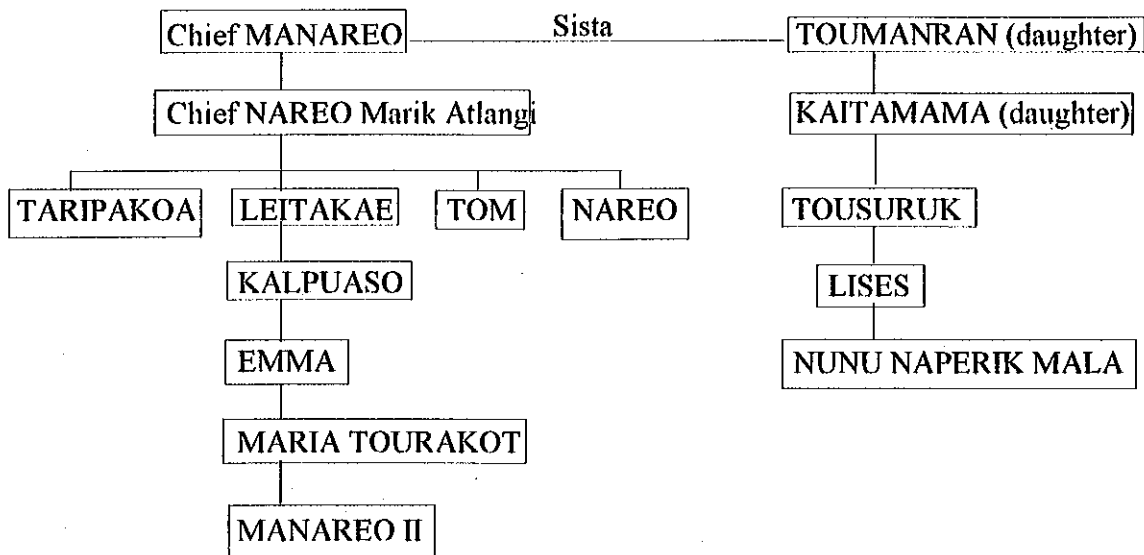 Chief MANAREO Sista TOUMANRAN (daughter)
Chief NAREO Marik Atlangi KAITAMAMA (daughter)
TARIPAKOA LEITAKAE TOM NAREO TOUSURUK
KALPUASO LISES
EMMA NUNU NAPERIK MALA
MARIA TOURAKOT
MANAREO II